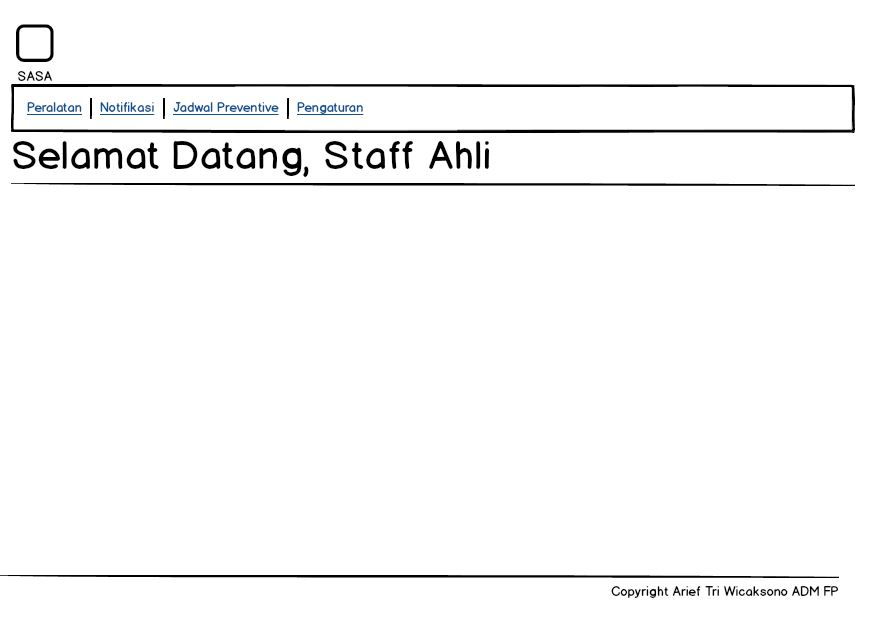 SASA
Peralatan | Notifikasi | Jadwal Preventive | Pengaturan
Selamat Datang, Staff Ahli
Copyright Arief Tri Wicaksono ADM FP